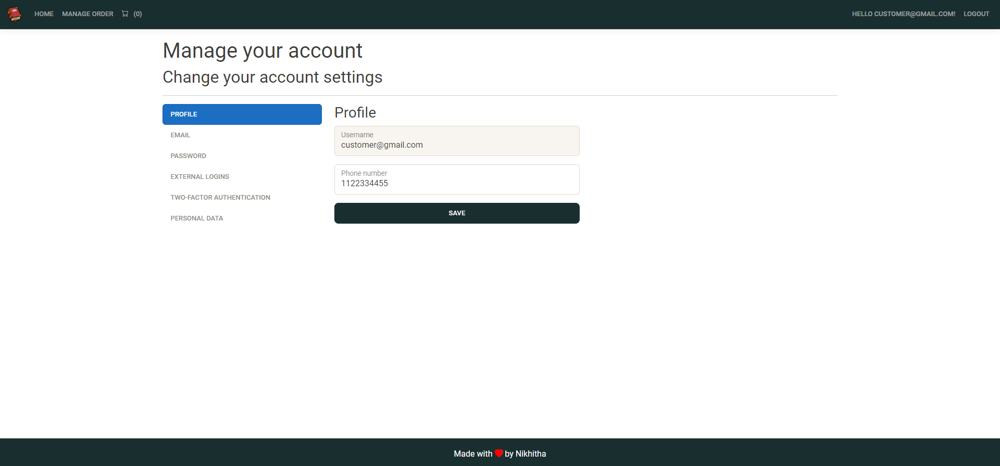 HOME MANAGE ORDER (0) HELLO CUSTOMER@GMAIL.COM! LOGOUT
Manage your account
Change your account settings
PROFILE
EMAIL
PASSWORD
EXTERNAL LOGINS
TWO-FACTOR AUTHENTICATION
PERSONAL DATA
Profile
Username
customer@gmail.com
Phone number
1122334455
SAVE
Made with ❤ by Nikhitha